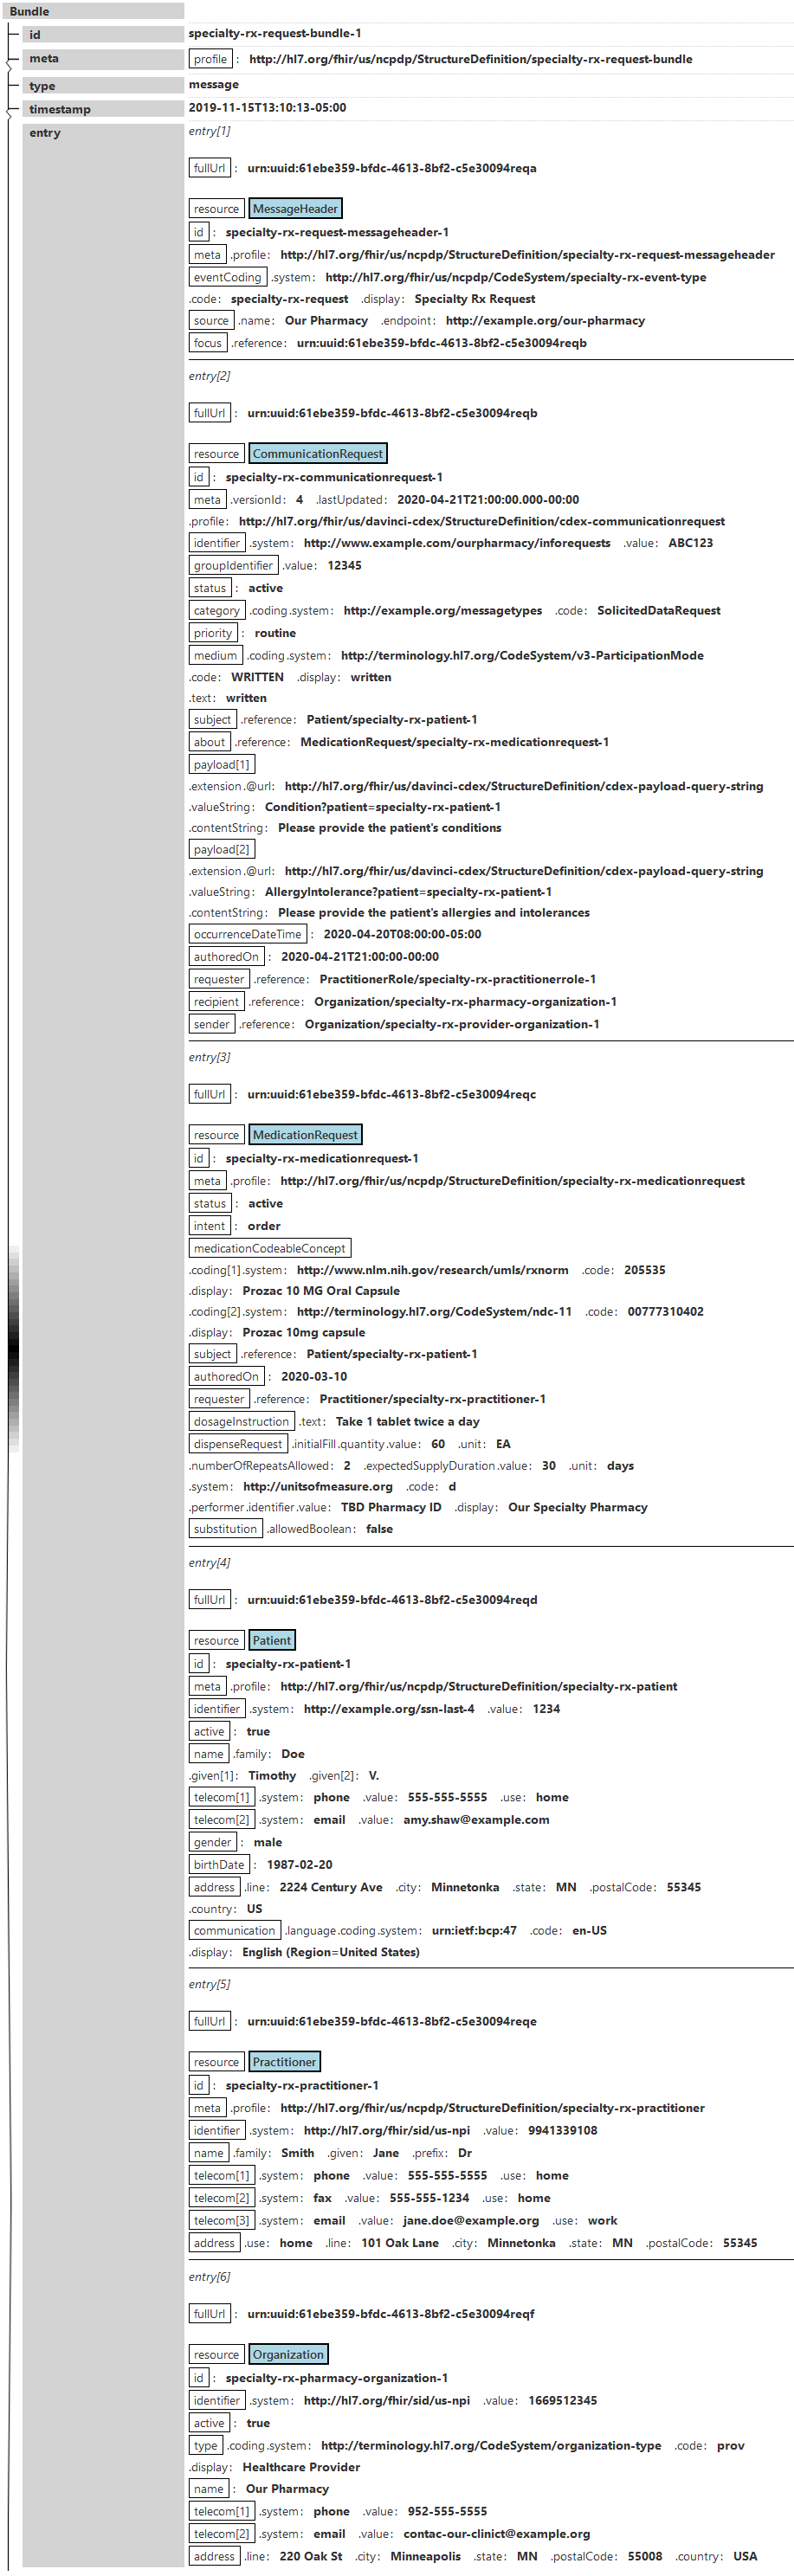 Bundle
id specialty-rx-request-bundle-1
meta profile : http://hl7.org/fhir/us/ncpdp/StructureDefinition/specialty-rx-request-bundle
type message
timestamp 2019-11-15T13:10:13-05:00
entry entry[1]
fullUrl : urn:uuid:61ebe359-bfdc-4613-8bf2-c5e30094reqa
resource MessageHeader
id : specialty-rx-request-messageheader-1
meta .profile: http://hl7.org/fhir/us/ncpdp/StructureDefinition/specialty-rx-request-messageheader
eventCoding .system: http://hl7.org/fhir/us/ncpdp/CodeSystem/specialty-rx-event-type
.code: specialty-rx-request .display: Specialty Rx Request
source .name: Our Pharmacy .endpoint: http://example.org/our-pharmacy
focus .reference: urn:uuid:61ebe359-bfdc-4613-8bf2-c5e30094reqb
entry[2]
fullUrl : urn:uuid:61ebe359-bfdc-4613-8bf2-c5e30094reqb
resource CommunicationRequest
id : specialty-rx-communicationrequest-1
meta .versionId: 4 .lastUpdated: 2020-04-21T21:00:00.000-00:00
.profile: http://hl7.org/fhir/us/davinci-cdex/StructureDefinition/cdex-communicationrequest
identifier .system: http://www.example.com/ourpharmacy/inforequests .value: ABC123
groupIdentifier .value: 12345
status : active
category .coding.system: http://example.org/messagetypes .code: SolicitedDataRequest
priority : routine
medium .coding.system: http://terminology.hl7.org/CodeSystem/v3-ParticipationMode
.code: WRITTEN .display: written
.text: written
subject .reference: Patient/specialty-rx-patient-1
about .reference: MedicationRequest/specialty-rx-medicationrequest-1
payload[1]
.extension.@url: http://hl7.org/fhir/us/davinci-cdex/StructureDefinition/cdex-payload-query-string
.valueString: Condition?patient=specialty-rx-patient-1
.contentString: Please provide the patient's conditions
payload[2]
.extension.@url: http://hl7.org/fhir/us/davinci-cdex/StructureDefinition/cdex-payload-query-string
.valueString: AllergyIntolerance?patient=specialty-rx-patient-1
.contentString: Please provide the patient's allergies and intolerances
occurrenceDateTime : 2020-04-20T08:00:00-05:00
authoredOn : 2020-04-21T21:00:00-00:00
requester .reference: PractitionerRole/specialty-rx-practitionerrole-1
recipient .reference: Organization/specialty-rx-pharmacy-organization-1
sender .reference: Organization/specialty-rx-provider-organization-1
entry[3]
fullUrl : urn:uuid:61ebe359-bfdc-4613-8bf2-c5e30094reqc
resource MedicationRequest
id : specialty-rx-medicationrequest-1
meta .profile: http://hl7.org/fhir/us/ncpdp/StructureDefinition/specialty-rx-medicationrequest
status : active
intent : order
medicationCodeableConcept
.coding[1].system: http://www.nlm.nih.gov/research/umls/rxnorm .code: 205535
.display: Prozac 10 MG Oral Capsule
.coding[2].system: http://terminology.hl7.org/CodeSystem/ndc-11 .code: 00777310402
.display: Prozac 10mg capsule
subject .reference: Patient/specialty-rx-patient-1
authoredOn : 2020-03-10
requester .reference: Practitioner/specialty-rx-practitioner-1
dosageInstruction .text: Take 1 tablet twice a day
dispenseRequest .initialFill.quantity.value: 60 .unit: EA
.numberOfRepeatsAllowed: 2 .expectedSupplyDuration.value: 30 .unit: days
.system: http://unitsofmeasure.org .code: d
.performer.identifier.value: TBD Pharmacy ID .display: Our Specialty Pharmacy
substitution .allowedBoolean: false
entry[4]
fullUrl : urn:uuid:61ebe359-bfdc-4613-8bf2-c5e30094reqd
resource Patient
id : specialty-rx-patient-1
meta .profile: http://hl7.org/fhir/us/ncpdp/StructureDefinition/specialty-rx-patient
identifier .system: http://example.org/ssn-last-4 .value: 1234
active : true
name .family: Doe
.given[1]: Timothy .given[2]: V.
telecom[1] .system: phone .value: 555-555-5555 .use: home
telecom[2] .system: email .value: amy.shaw@example.com
gender : male
birthDate : 1987-02-20
address .line: 2224 Century Ave .city: Minnetonka .state: MN .postalCode: 55345
.country: US
communication .language.coding.system: urn:ietf:bcp:47 .code: en-US
.display: English (Region=United States)
entry[5]
fullUrl : urn:uuid:61ebe359-bfdc-4613-8bf2-c5e30094reqe
resource Practitioner
id : specialty-rx-practitioner-1
meta .profile: http://hl7.org/fhir/us/ncpdp/StructureDefinition/specialty-rx-practitioner
identifier .system: http://hl7.org/fhir/sid/us-npi .value: 9941339108
name .family: Smith .given: Jane .prefix: Dr
telecom[1] .system: phone .value: 555-555-5555 .use: home
telecom[2] .system: fax .value: 555-555-1234 .use: home
telecom[3] .system: email .value: jane.doe@example.org .use: work
address .use: home .line: 101 Oak Lane .city: Minnetonka .state: MN .postalCode: 55345
entry[6]
fullUrl : urn:uuid:61ebe359-bfdc-4613-8bf2-c5e30094reqf
resource Organization
id : specialty-rx-pharmacy-organization-1
identifier .system: http://hl7.org/fhir/sid/us-npi .value: 1669512345
active : true
type .coding.system: http://terminology.hl7.org/CodeSystem/organization-type .code: prov
.display: Healthcare Provider
name : Our Pharmacy
telecom[1] .system: phone .value: 952-555-5555
telecom[2] .system: email .value: contac-our-clinict@example.org
address .line: 220 Oak St .city: Minneapolis .state: MN .postalCode: 55008 .country: USA